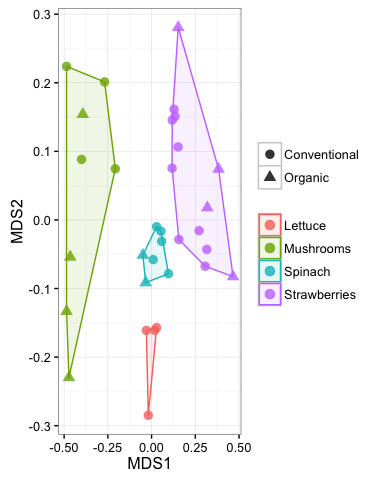 0.3
0.2
0.1
0.0
-0.1
-0.2
-0.3
MDS2
-0.50 -0.25 0.00 0.25 0.50
MDS1
Conventional
Organic
Lettuce
Mushrooms
Spinach
Strawberries